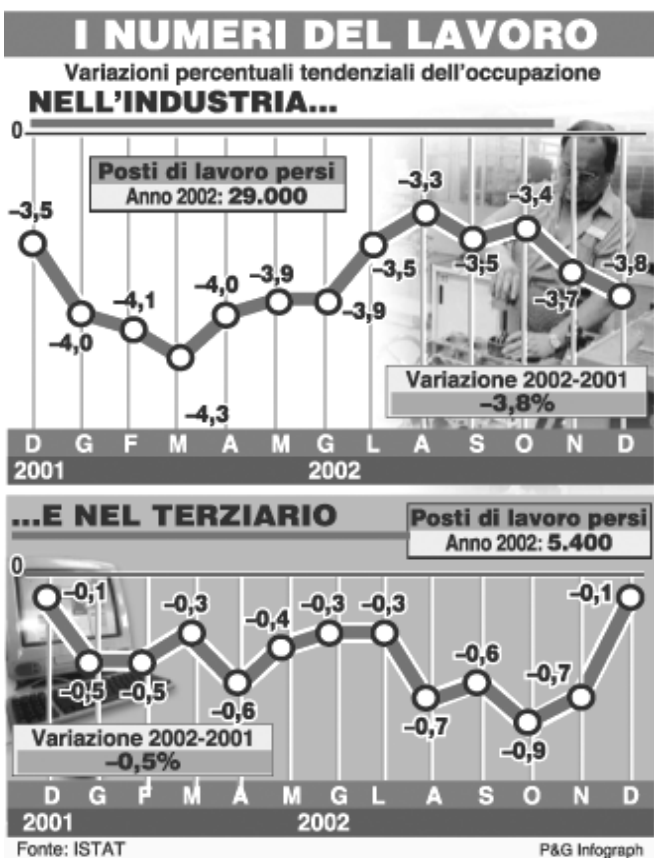 I NUMERI DEL LAVORO
Variazioni percentuali tendenziali dell'occupazione
NELL'INDUSTRIA...
0
Posti di lavoro persi
Anno 2002: 29.000
–3,5
–4,0
–4,1
–4,3
–4,0
–3,9
–3,9
–3,5
–3,3
–3,5
–3,4
–3,7
–3,8
Variazione 2002-2001
–3,8%
D G F M A M G L A S O N D
2001 2002
...E NEL TERZIARIO
Posti di lavoro persi
Anno 2002: 5.400
0
–0,1
–0,5
–0,5
–0,3
–0,6
–0,4
–0,3
–0,3
–0,7
–0,6
–0,9
–0,7
–0,1
Variazione 2002-2001
–0,5%
D G F M A M G L A S O N D
2001 2002
Fonte: ISTAT P&G Infograph